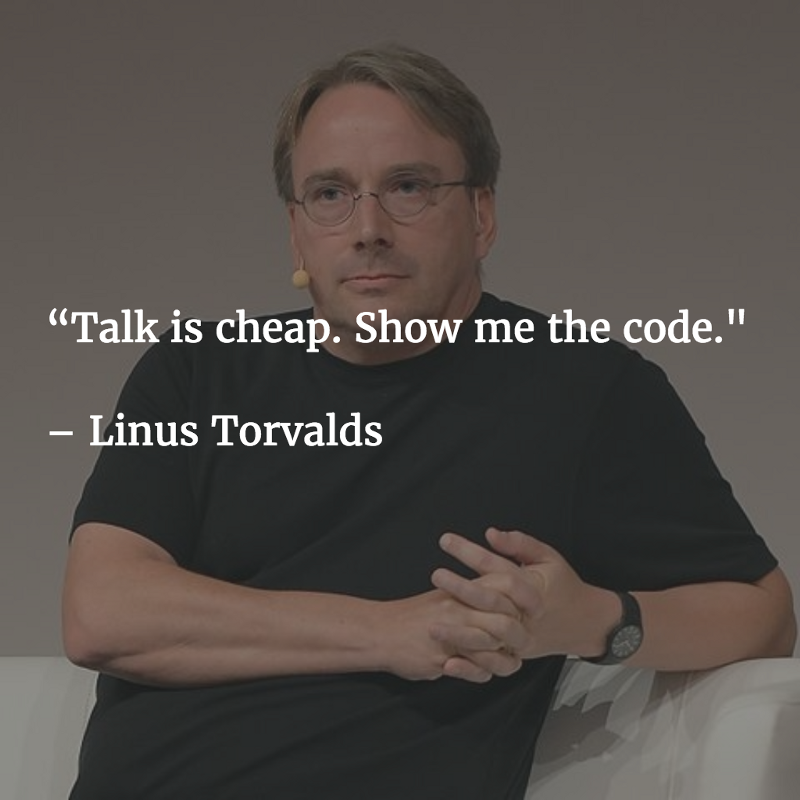 “Talk is cheap. Show me the code."
– Linus Torvalds